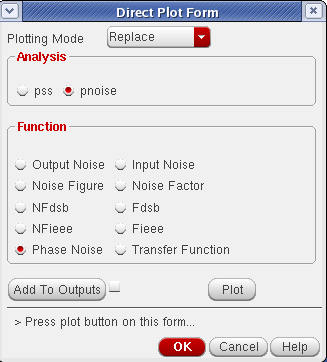 Direct Plot Form
Plotting Mode Replace
Analysis
pss pnoise
Function
Output Noise Input Noise
Noise Figure Noise Factor
NFdsb Fdsb
NFieee Fieee
Phase Noise Transfer Function
Add To Outputs Plot
> Press plot button on this form...
OK Cancel Help